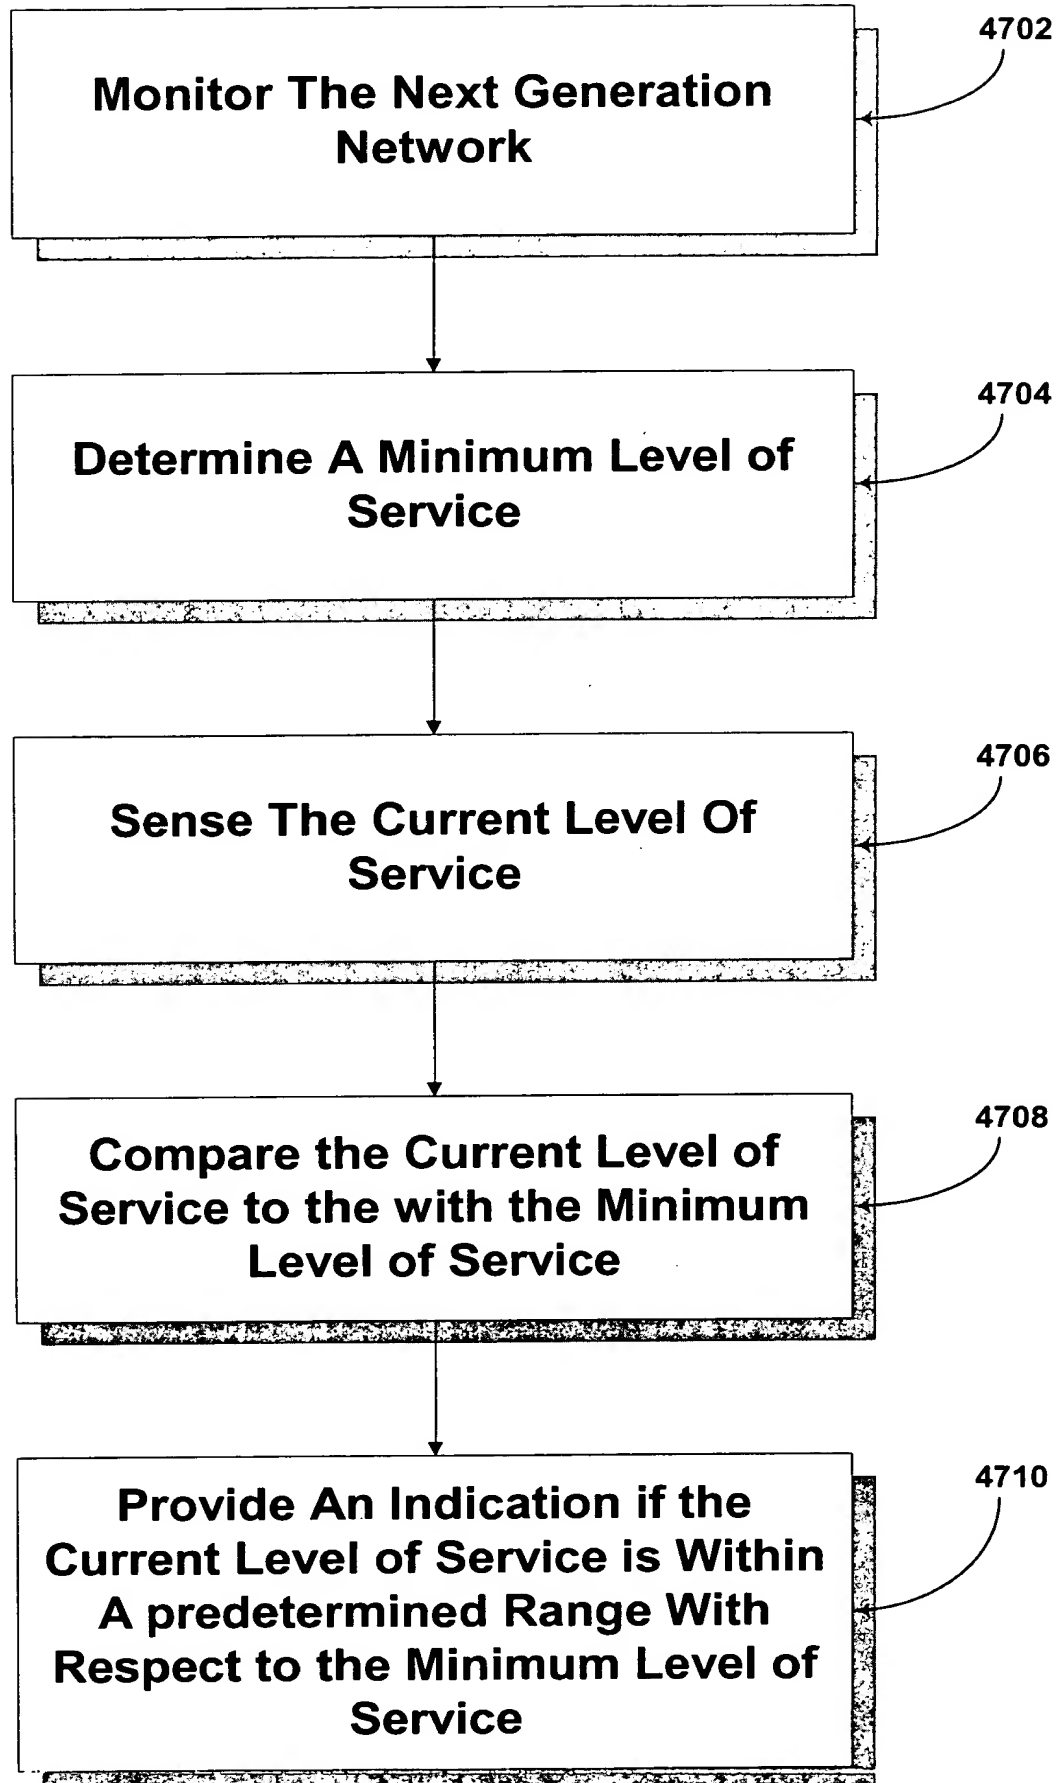 4702
Monitor The Next Generation
Network
4704
Determine A Minimum Level of
Service
4706
Sense The Current Level Of
Service
4708
Compare the Current Level of
Service to the with the Minimum
Level of Service
4710
Provide An Indication if the
Current Level of Service is Within
A predetermined Range With
Respect to the Minimum Level of
Service